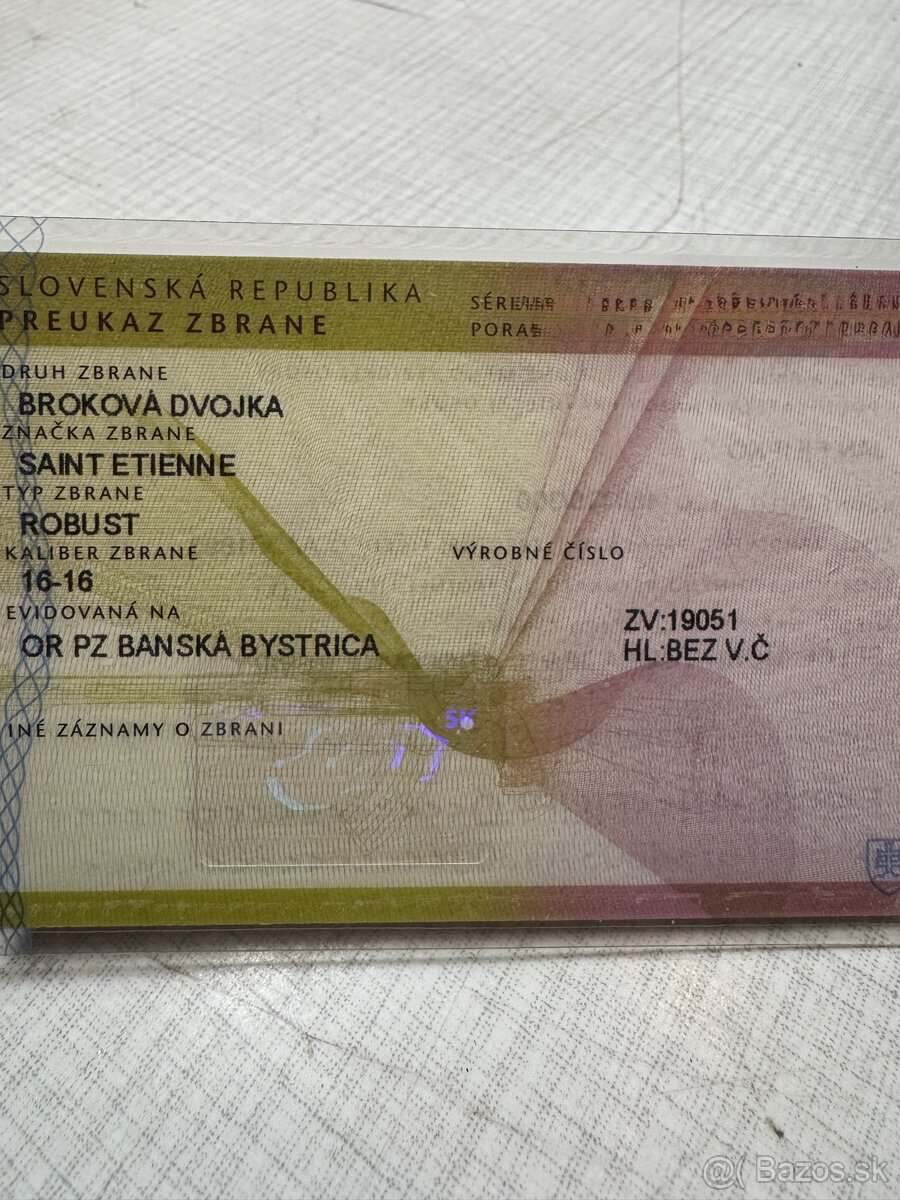 SLOVENSKÁ REPUBLIKA
PREUKAZ ZBRANE
DRUH ZBRANE
BROKOVÁ DVOJKA
ZNAČKA ZBRANE
SAINT ETIENNE
TYP ZBRANE
ROBUST
KALIBER ZBRANE
VÝROBNÉ ČÍSLO
16-16
EVIDOVANÁ NA
ZV:19051
OR PZ BANSKÁ BYSTRICA
HL:BEZ V.Č
INÉ ZÁZNAMY O ZBRANI
SK
@( Bazos.sk